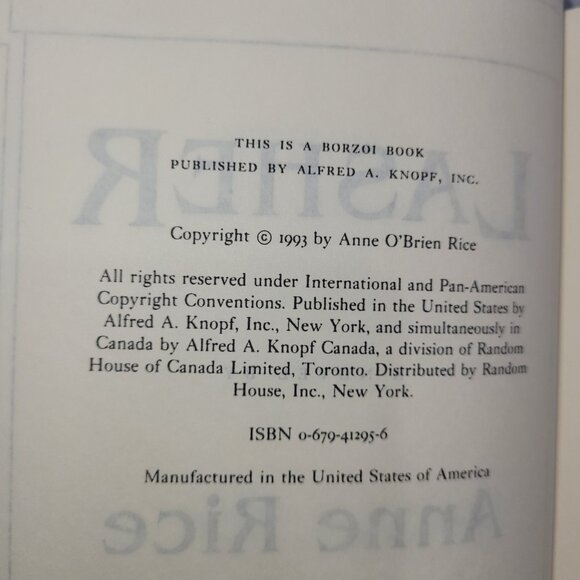 THIS IS A BORZOI BOOK
PUBLISHED BY ALFRED A. KNOPF, INC.
LASHER
Copyright © 1993 by Anne O'Brien Rice
All rights reserved under International and Pan-American
Copyright Conventions. Published in the United States by
Alfred A. Knopf, Inc., New York, and simultaneously in
Canada by Alfred A. Knopf Canada, a division of Random
House of Canada Limited, Toronto. Distributed by Random
House, Inc., New York.
ISBN 0-679-41295-6
Manufactured in the United States of America
Anne Rice